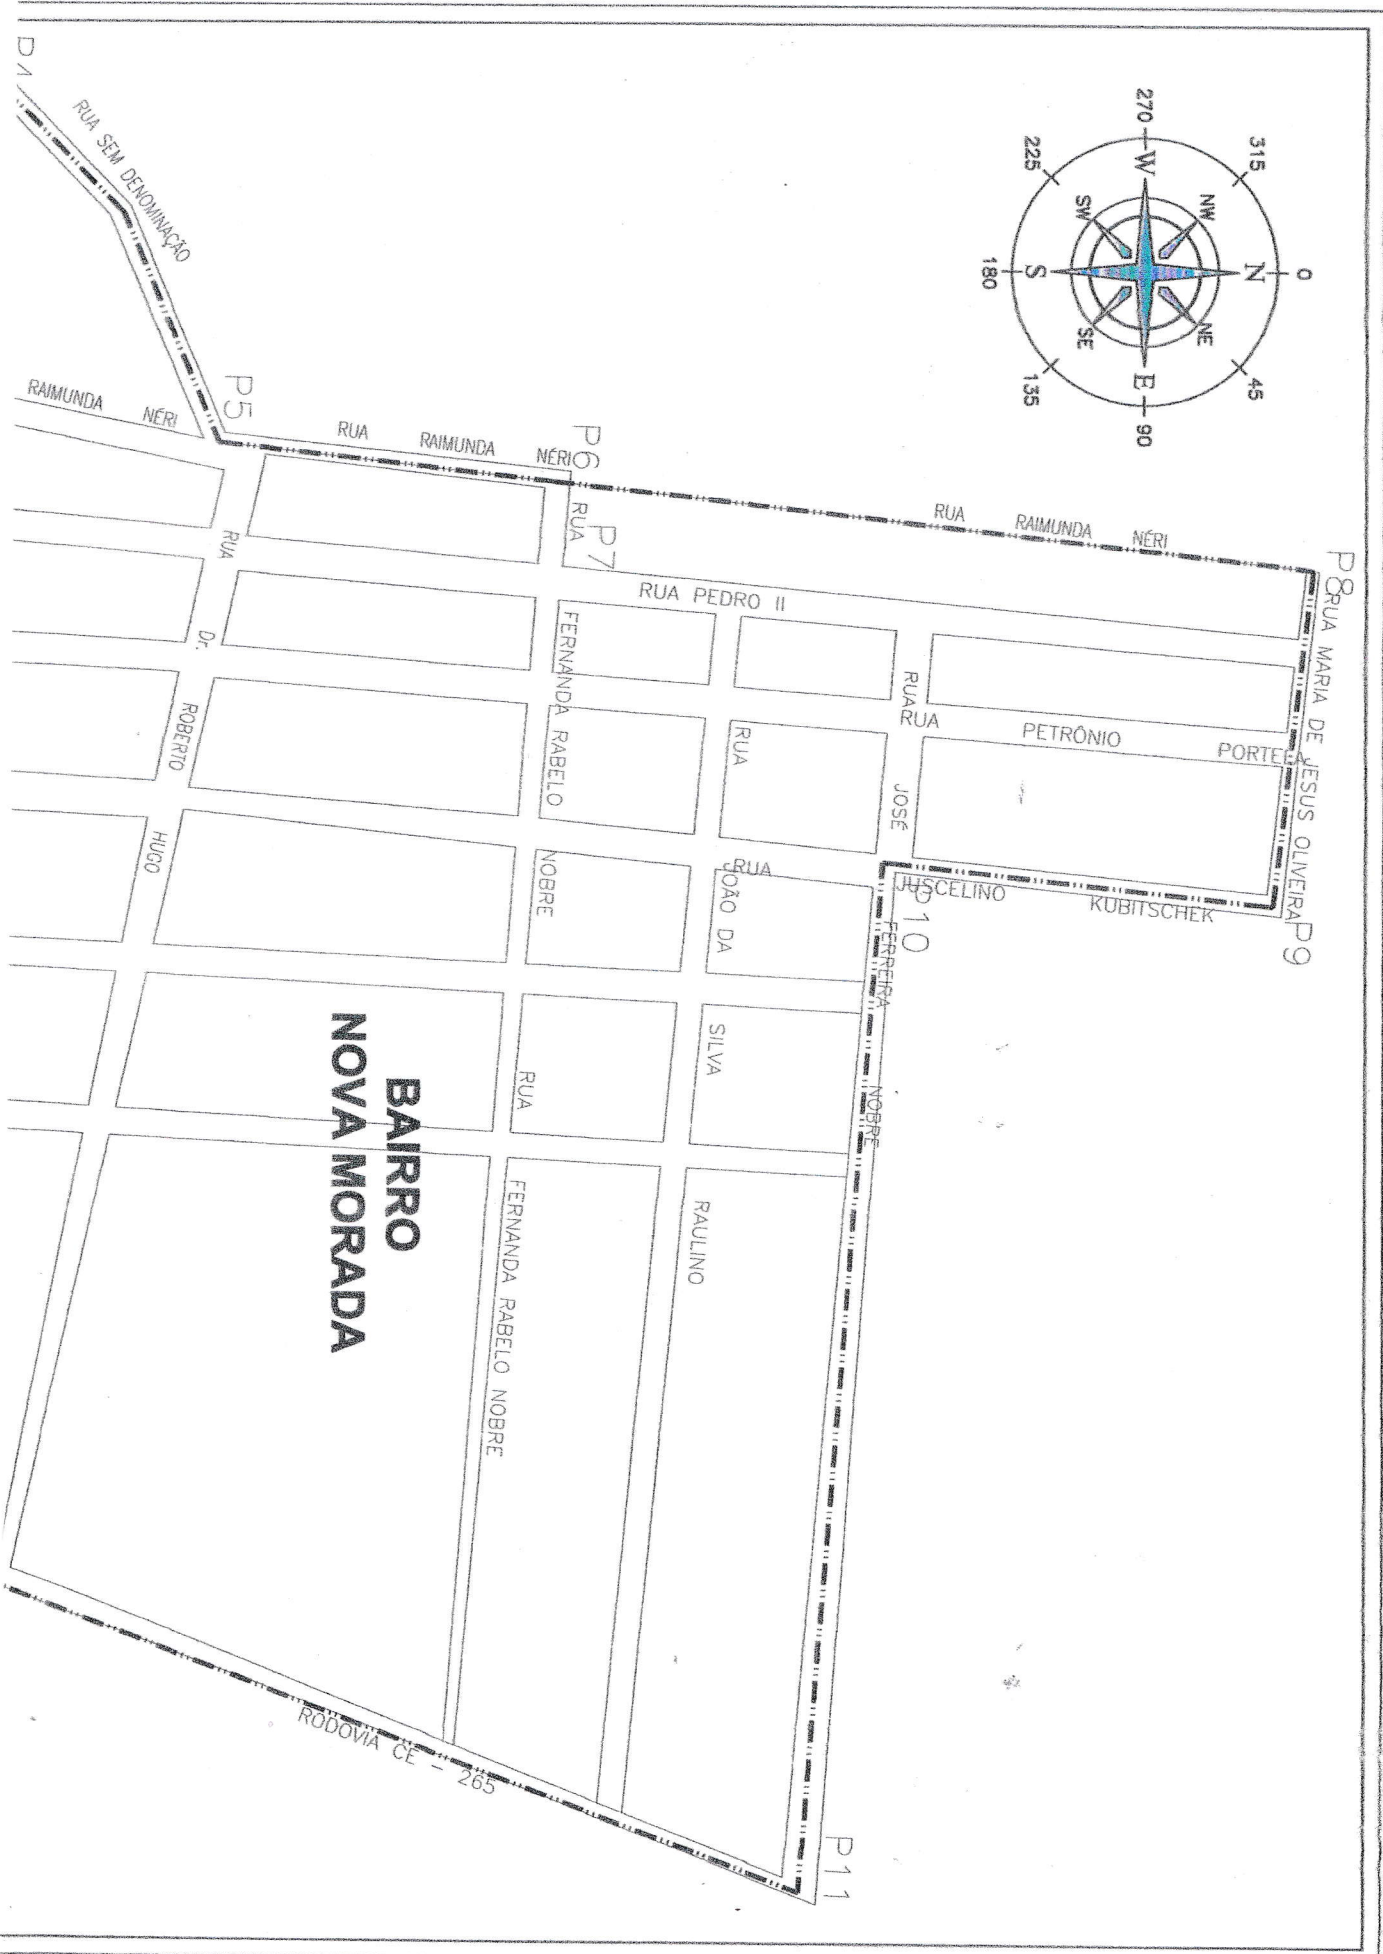 0
45
90
135
180
225
270
315
N
NE
E
SE
S
SW
W
NW
RUA SEM DENOMINAÇÃO
P5
P6
P7
P8
P9
P10
P11
RAIMUNDA NÉRI
RUA RAIMUNDA NÉRI
RUA RAIMUNDA NÉRI
RUA MARIA DE JESUS OLIVEIRA
RUA PEDRO II
RUA PETRÔNIO PORTELA
RUA JUSCELINO KUBITSCHEK
RUA JOSÉ FERREIRA NOBRE
RUA JOÃO DA SILVA RAULINO
RUA FERNANDA RABELO NOBRE
RUA FERNANDA RABELO NOBRE
RUA Dr. ROBERTO HUGO
BAIRRO
NOVA MORADA
RODOVIA CE - 265